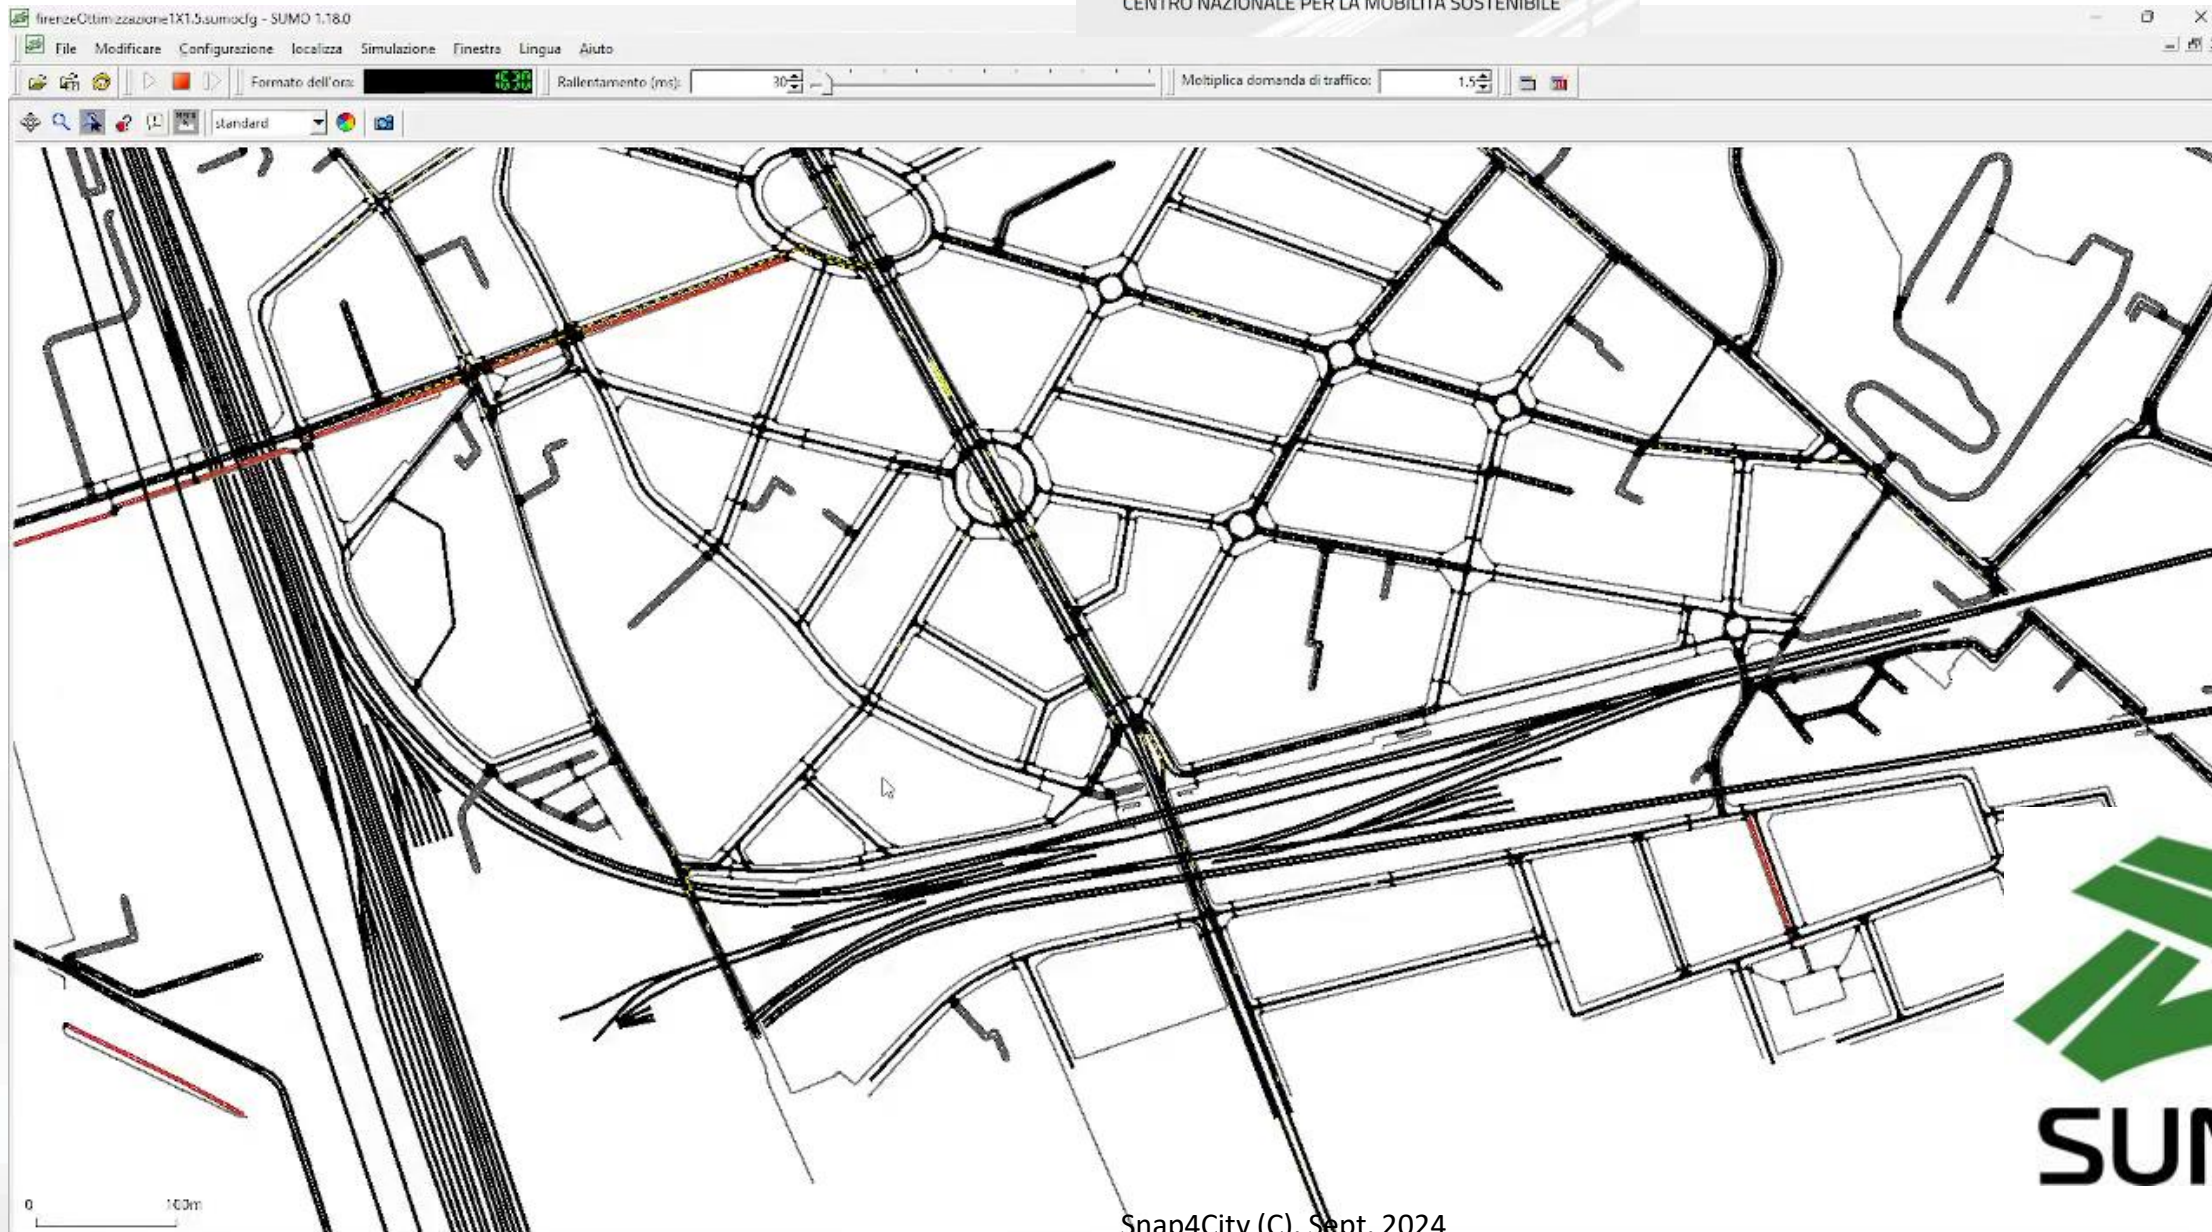 CENTRO NAZIONALE PER LA MOBILITÀ SOSTENIBILE
firenzeOttimizzazione1X1.5.sumocfg - SUMO 1.18.0
File Modificare Configurazione localizza Simulazione Finestra Lingua Aiuto
Formato dell'ora: Rallentamento (ms): 30 Moltiplica domanda di traffico: 1.5
standard
0 100m
SUM
Snap4City (C), Sept. 2024